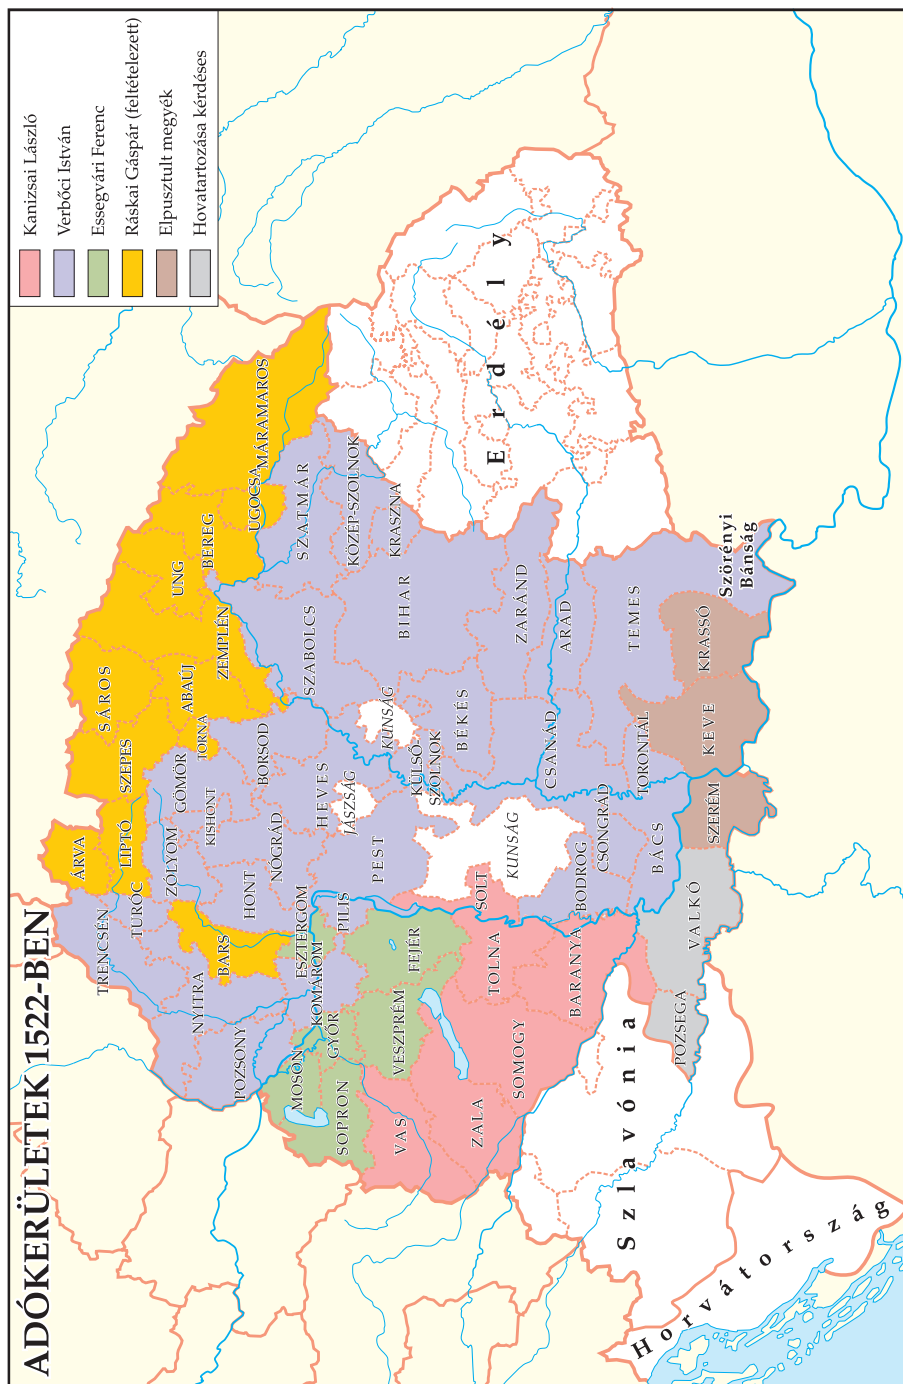 ADÓKERÜLETEK 1522-BEN
Kanizsai László
Verbőci István
Essegvári Ferenc
Ráskai Gáspár (feltételezett)
Elpusztult megyék
Hovatartozása kérdéses
ÁRVA
TRENCSÉN
LIPTÓ
TURÓC
SZEPES
SÁROS
ZÓLYOM
GÖMÖR
KISHONT
TORNA
ABAÚJ
ZEMPLÉN
UNG
BEREG
UGOCSA
MÁRAMAROS
NYITRA
BARS
HONT
NÓGRÁD
BORSOD
POZSONY
ESZTERGOM
KOMÁROM
PILIS
HEVES
JÁSZSÁG
SZABOLCS
SZATMÁR
KÖZÉP-SZOLNOK
KRASZNA
MOSON
GYŐR
SOPRON
VESZPRÉM
FEJÉR
PEST
KUNSÁG
KÜLSŐ-
SZOLNOK
BIHAR
BÉKÉS
VAS
ZALA
SOMOGY
TOLNA
SOLT
KUNSÁG
BARANYA
BODROG
CSONGRÁD
CSANÁD
ZARÁND
ARAD
BÁCS
TORONTÁL
TEMES
Erdély
Szlavónia
POZSEGA
VALKÓ
SZERÉM
KEVE
KRASSÓ
Szörényi
Bánság
Horvátország